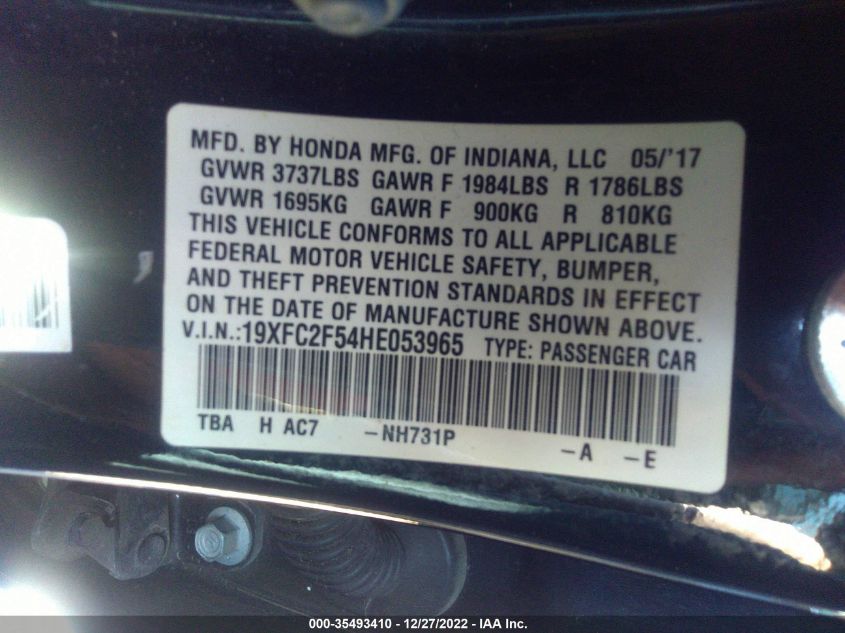 MFD. BY HONDA MFG. OF INDIANA, LLC 05/'17
GVWR 3737LBS GAWR F 1984LBS R 1786LBS
GVWR 1695KG GAWR F 900KG R 810KG
THIS VEHICLE CONFORMS TO ALL APPLICABLE
FEDERAL MOTOR VEHICLE SAFETY, BUMPER,
AND THEFT PREVENTION STANDARDS IN EFFECT
ON THE DATE OF MANUFACTURE SHOWN ABOVE.
V.I.N.:19XFC2F54HE053965 TYPE: PASSENGER CAR
TBA H AC7 -NH731P -A -E
000-35493410 - 12/27/2022 - IAA Inc.